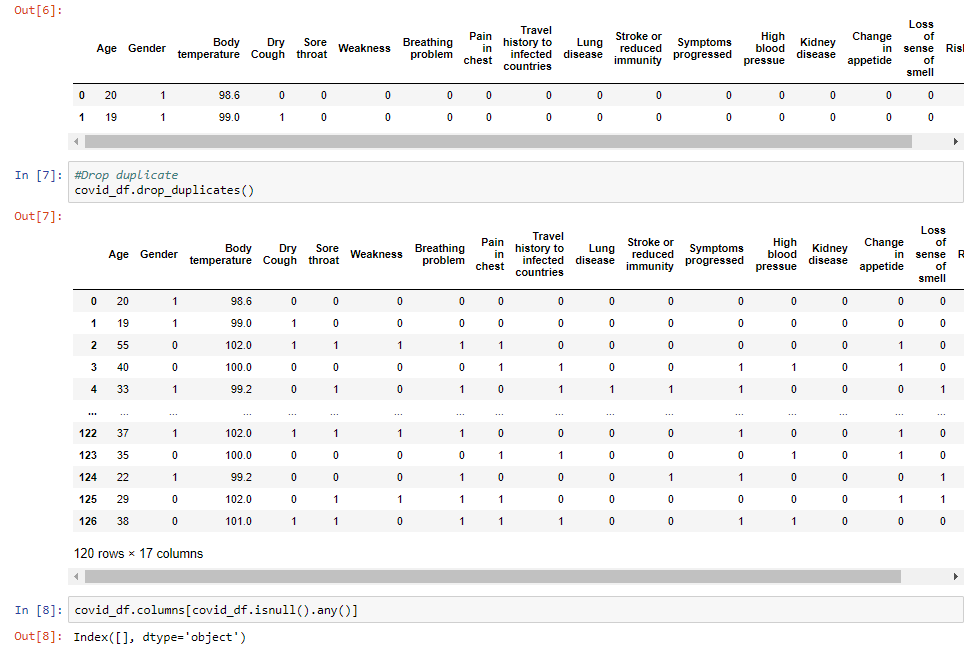 Out[6]:
Age Gender Body temperature Dry Cough Sore throat Weakness Breathing problem Pain in chest Travel history to infected countries Lung disease Stroke or reduced immunity Symptoms progressed High blood pressue Kidney disease Change in appetide Loss of sense of smell Ris
0 20 1 98.6 0 0 0 0 0 0 0 0 0 0 0 0 0
1 19 1 99.0 1 0 0 0 0 0 0 0 0 0 0 0 0
In [7]: #Drop duplicate
covid_df.drop_duplicates()
Out[7]:
Age Gender Body temperature Dry Cough Sore throat Weakness Breathing problem Pain in chest Travel history to infected countries Lung disease Stroke or reduced immunity Symptoms progressed High blood pressue Kidney disease Change in appetide Loss of sense of smell R
0 20 1 98.6 0 0 0 0 0 0 0 0 0 0 0 0 0
1 19 1 99.0 1 0 0 0 0 0 0 0 0 0 0 0 0
2 55 0 102.0 1 1 1 1 1 0 0 0 0 0 0 1 0
3 40 0 100.0 0 0 0 0 1 1 0 0 1 1 0 1 0
4 33 1 99.2 0 1 0 1 0 1 1 1 1 0 0 0 1
... ... ... ... ... ... ... ... ... ... ... ... ... ... ... ... ...
122 37 1 102.0 1 1 1 1 0 0 0 0 1 0 0 1 0
123 35 0 100.0 0 0 0 0 1 1 0 0 0 1 0 1 0
124 22 1 99.2 0 0 0 1 0 0 0 1 1 0 0 0 1
125 29 0 102.0 0 1 1 1 1 0 0 0 0 0 0 1 1
126 38 0 101.0 1 1 0 1 1 1 0 0 1 1 0 0 0
120 rows × 17 columns
In [8]: covid_df.columns[covid_df.isnull().any()]
Out[8]: Index([], dtype='object')